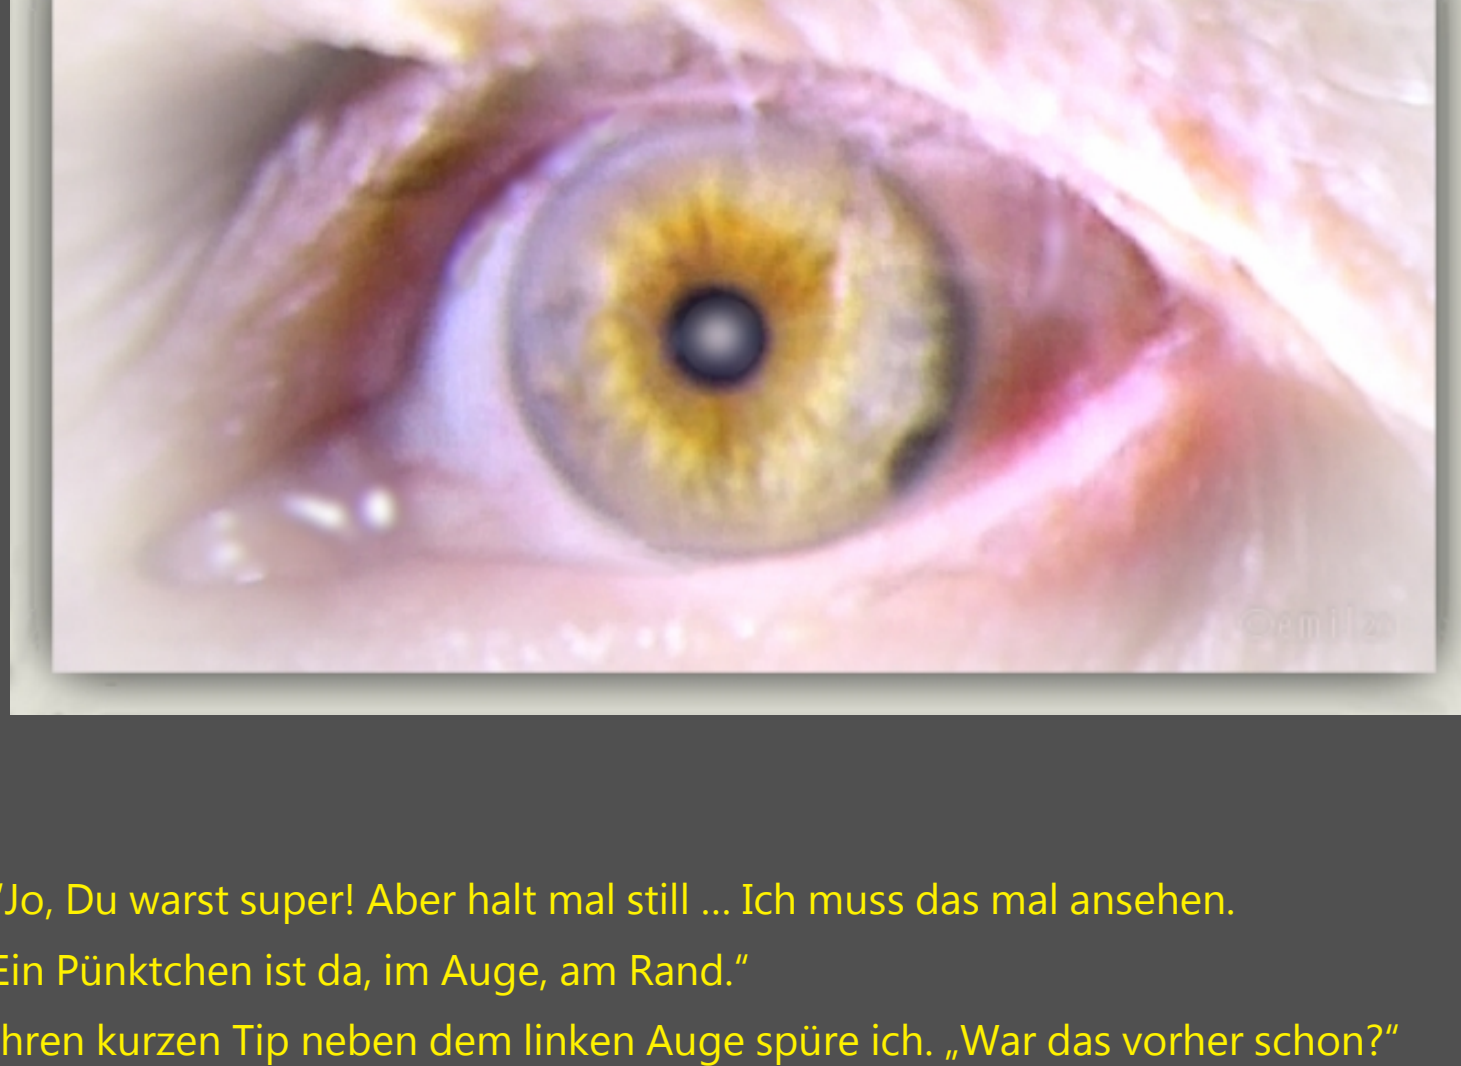 ©emil22
"Jo, Du warst super! Aber halt mal still ... Ich muss das mal ansehen.
Ein Pünktchen ist da, im Auge, am Rand.“
hren kurzen Tip neben dem linken Auge spüre ich. „War das vorher schon?“